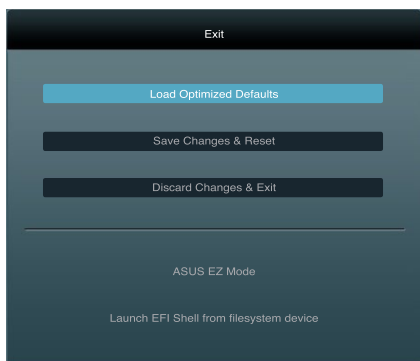 Exit
Load Optimized Defaults
Save Changes & Reset
Discard Changes & Exit
ASUS EZ Mode
Launch EFI Shell from filesystem device